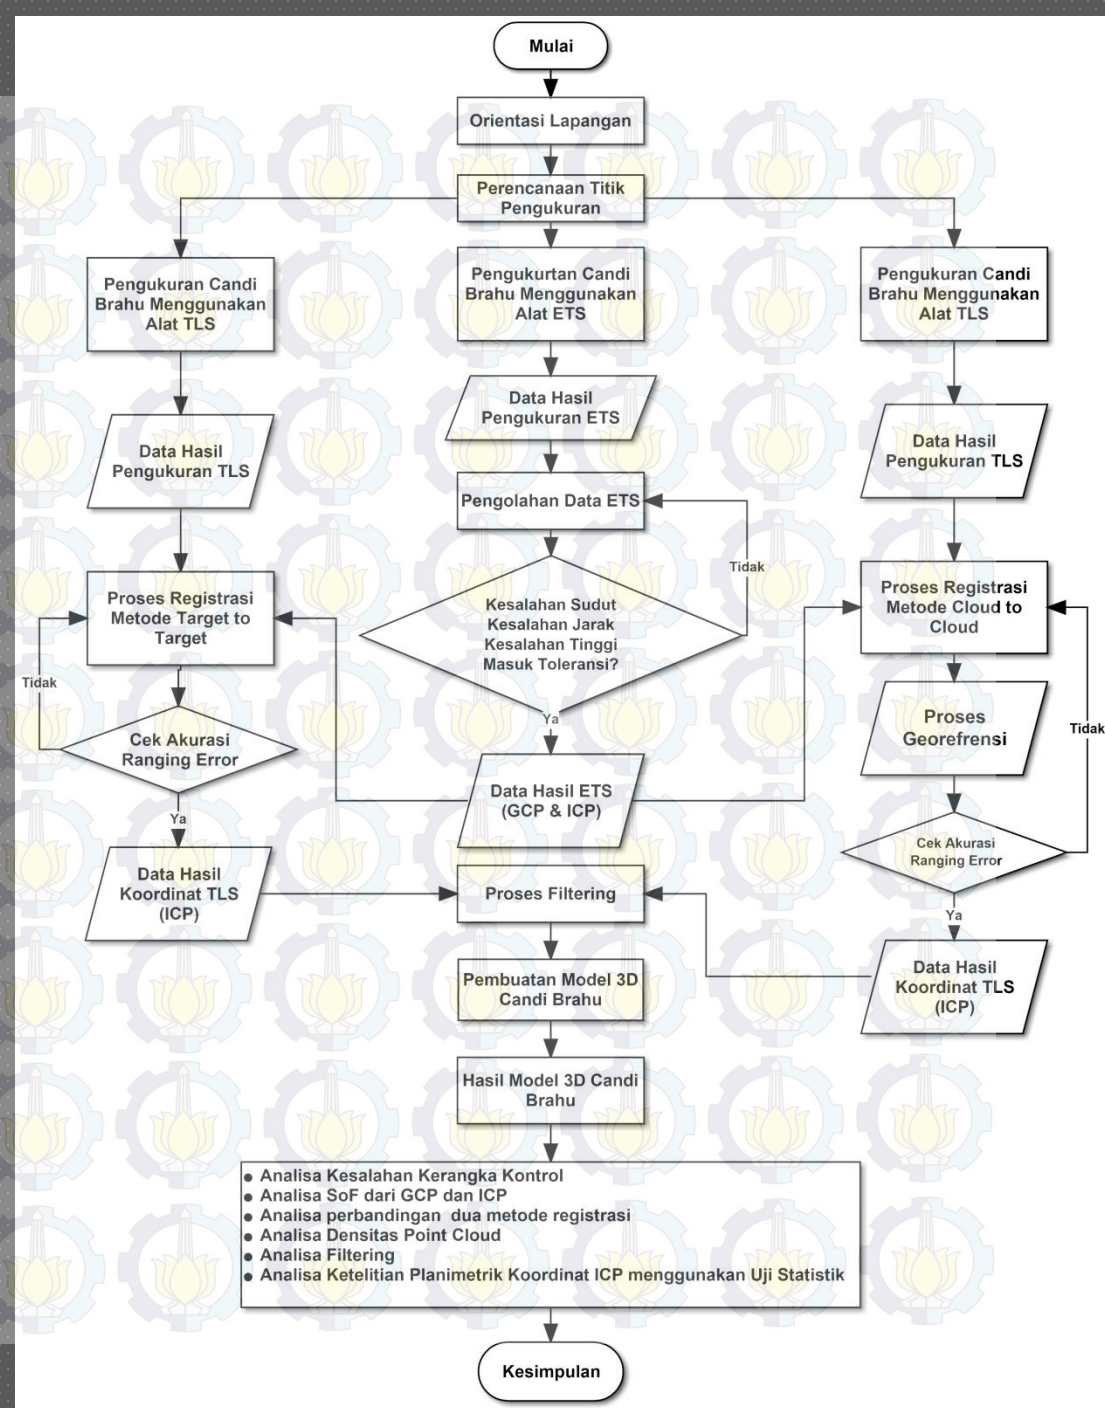 Mulai
Orientasi Lapangan
Perencanaan Titik
Pengukuran
Pengukuran Candi
Brahu Menggunakan
Alat TLS
Pengukurtan Candi
Brahu Menggunakan
Alat ETS
Pengukuran Candi
Brahu Menggunakan
Alat TLS
Data Hasil
Pengukuran TLS
Data Hasil
Pengukuran ETS
Data Hasil
Pengukuran TLS
Pengolahan Data ETS
Tidak
Kesalahan Sudut
Kesalahan Jarak
Kesalahan Tinggi
Masuk Toleransi?
Ya
Proses Registrasi
Metode Target to
Target
Tidak
Cek Akurasi
Ranging Error
Ya
Proses Registrasi
Metode Cloud to
Cloud
Proses
Georefrensi
Tidak
Cek Akurasi
Ranging Error
Ya
Data Hasil ETS
(GCP & ICP)
Data Hasil
Koordinat TLS
(ICP)
Proses Filtering
Data Hasil
Koordinat TLS
(ICP)
Pembuatan Model 3D
Candi Brahu
Hasil Model 3D Candi
Brahu
● Analisa Kesalahan Kerangka Kontrol
● Analisa SoF dari GCP dan ICP
● Analisa perbandingan dua metode registrasi
● Analisa Densitas Point Cloud
● Analisa Filtering
● Analisa Ketelitian Planimetrik Koordinat ICP menggunakan Uji Statistik
Kesimpulan